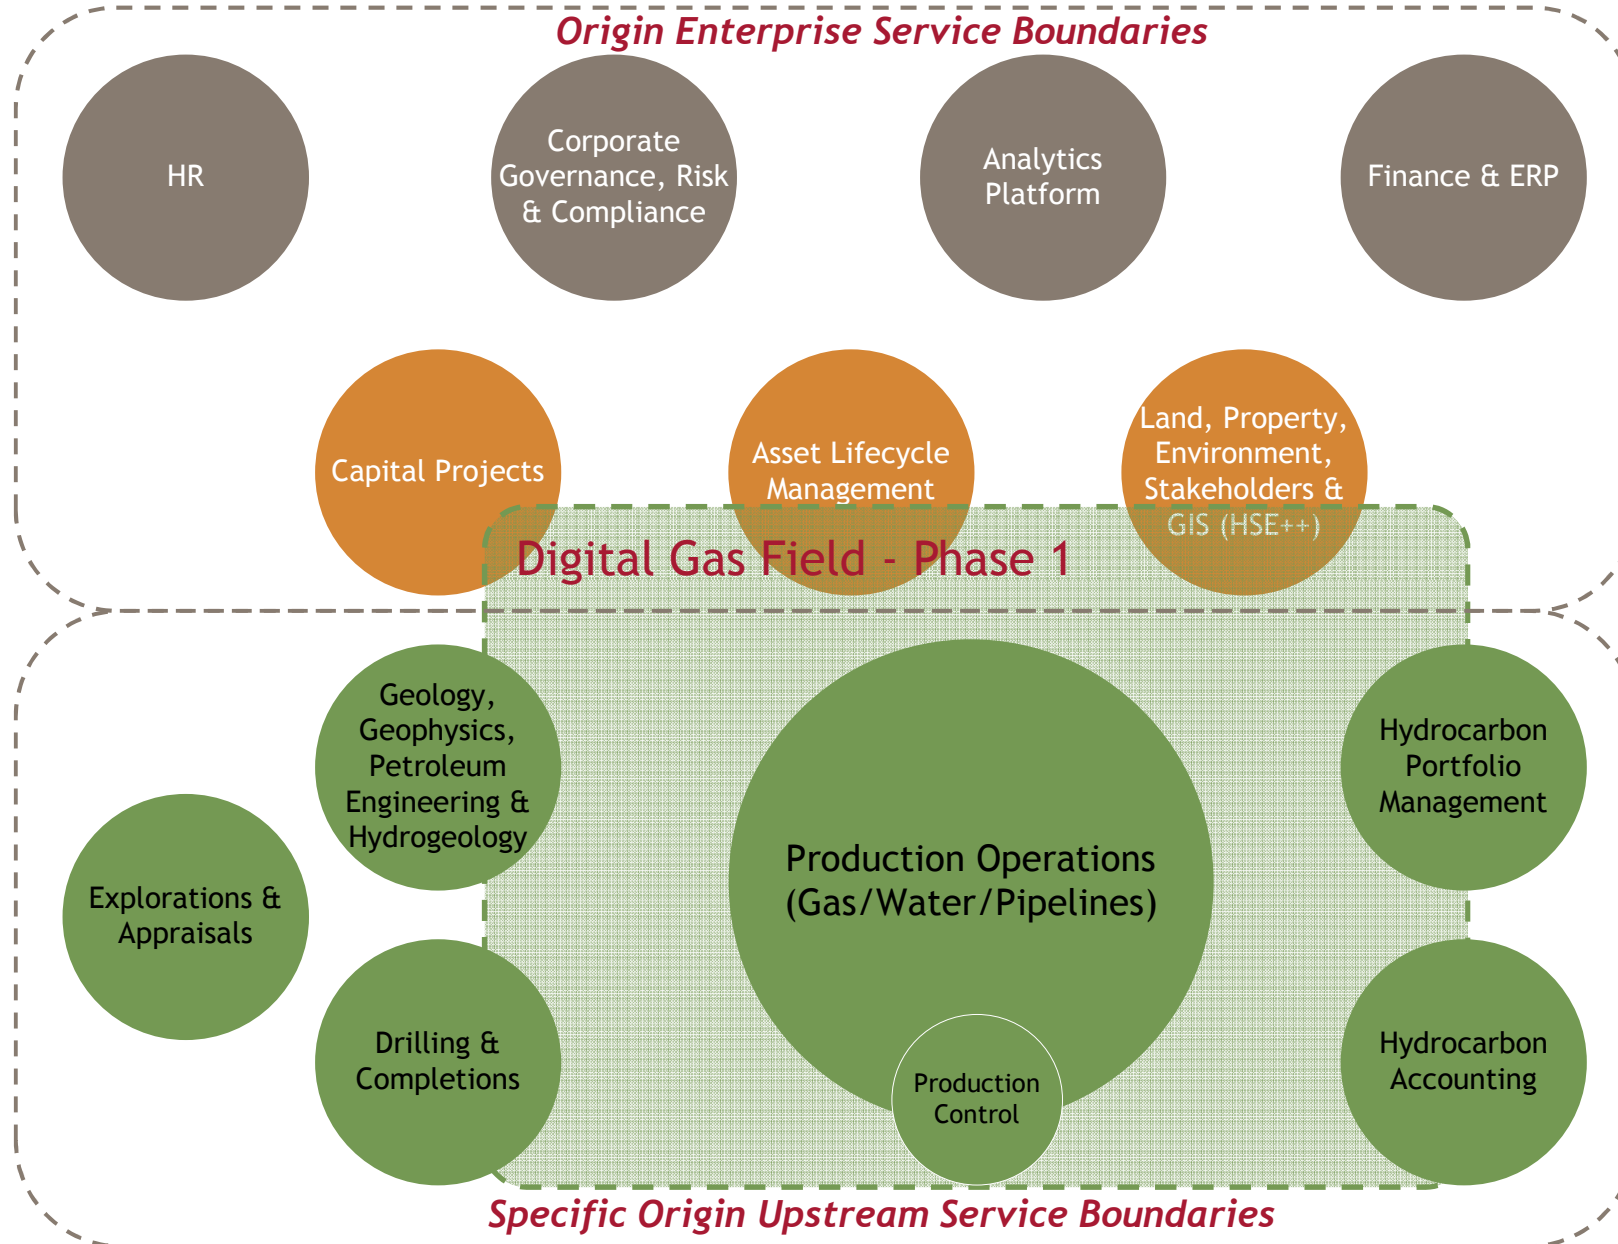 Origin Enterprise Service Boundaries
HR
Corporate
Governance, Risk
& Compliance
Analytics
Platform
Finance & ERP
Capital Projects
Asset Lifecycle
Management
Land, Property,
Environment,
Stakeholders &
GIS (HSE++)
Digital Gas Field - Phase 1
Geology,
Geophysics,
Petroleum
Engineering &
Hydrogeology
Hydrocarbon
Portfolio
Management
Production Operations
(Gas/Water/Pipelines)
Explorations &
Appraisals
Drilling &
Completions
Production
Control
Hydrocarbon
Accounting
Specific Origin Upstream Service Boundaries